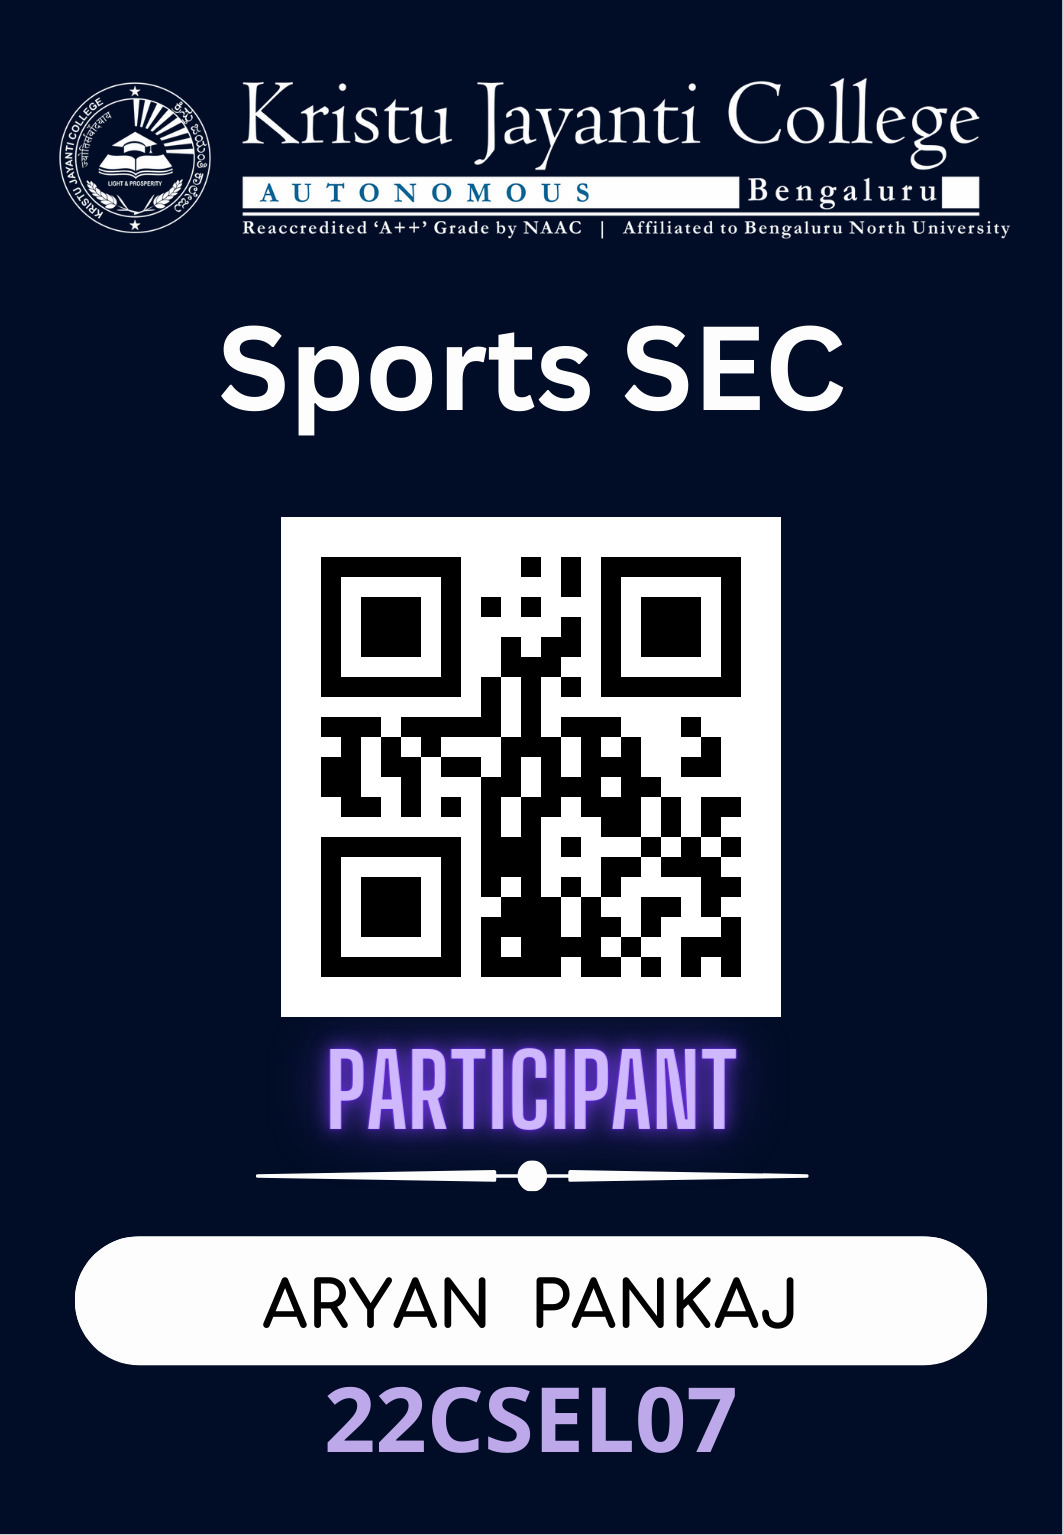 KRISTU JAYANTI COLLEGE
ಕ್ರಿಸ್ತು ಜಯಂತಿ ಕಾಲೇಜು
LIGHT & PROSPERITY
Kristu Jayanti College
AUTONOMOUS Bengaluru
Reaccredited ‘A++’ Grade by NAAC | Affiliated to Bengaluru North University
Sports SEC
PARTICIPANT
ARYAN PANKAJ
22CSEL07